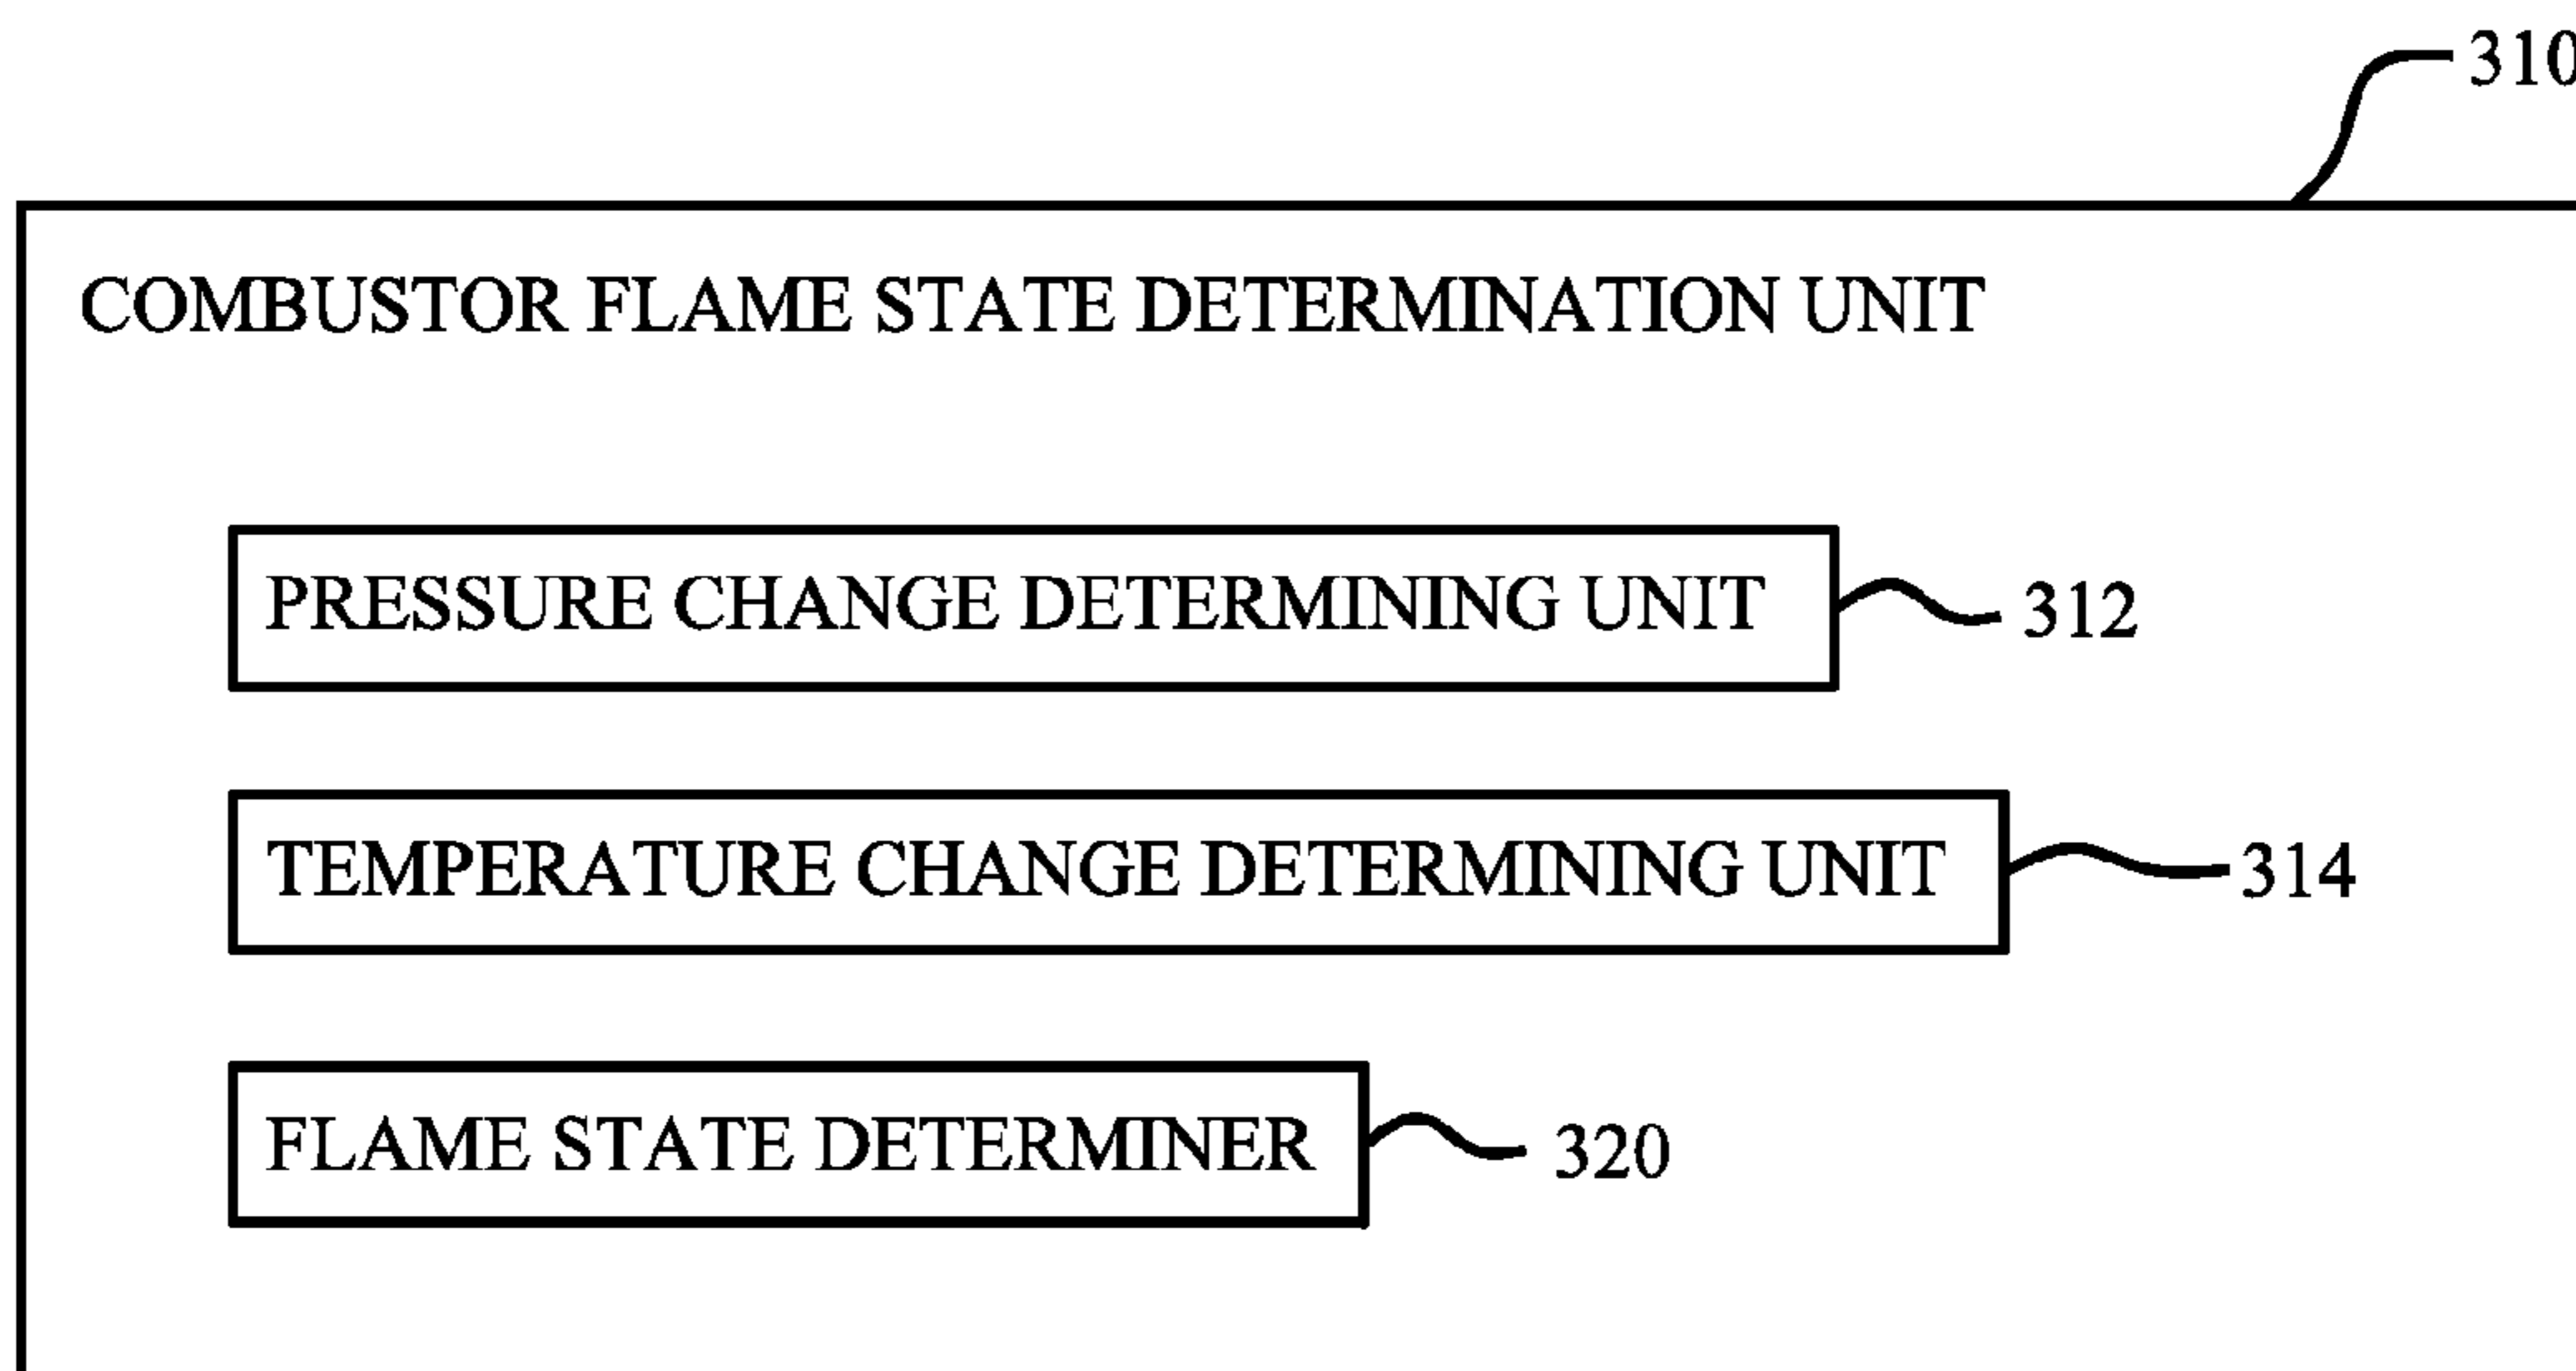 310
COMBUSTOR FLAME STATE DETERMINATION UNIT
PRESSURE CHANGE DETERMINING UNIT
312
TEMPERATURE CHANGE DETERMINING UNIT
314
FLAME STATE DETERMINER
320